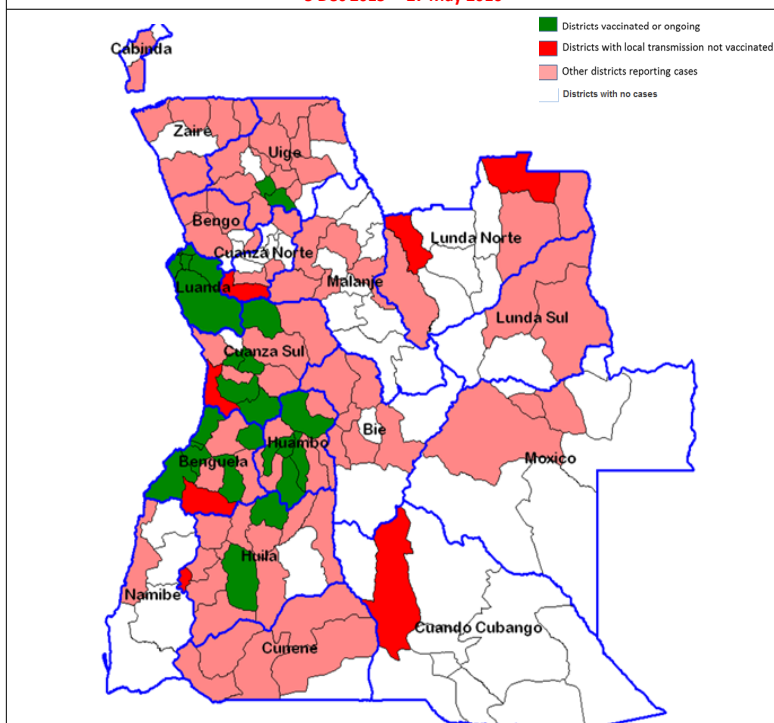 Districts vaccinated or ongoing
Districts with local transmission not vaccinated
Other districts reporting cases
Districts with no cases
Cabinda
Zaire
Uige
Bengo
Cuanza Norte
Lunda Norte
Luanda
Malanje
Lunda Sul
Cuanza Sul
Bie
Huambo
Benguela
Moxico
Huila
Namibe
Cuando Cubango
Cunene